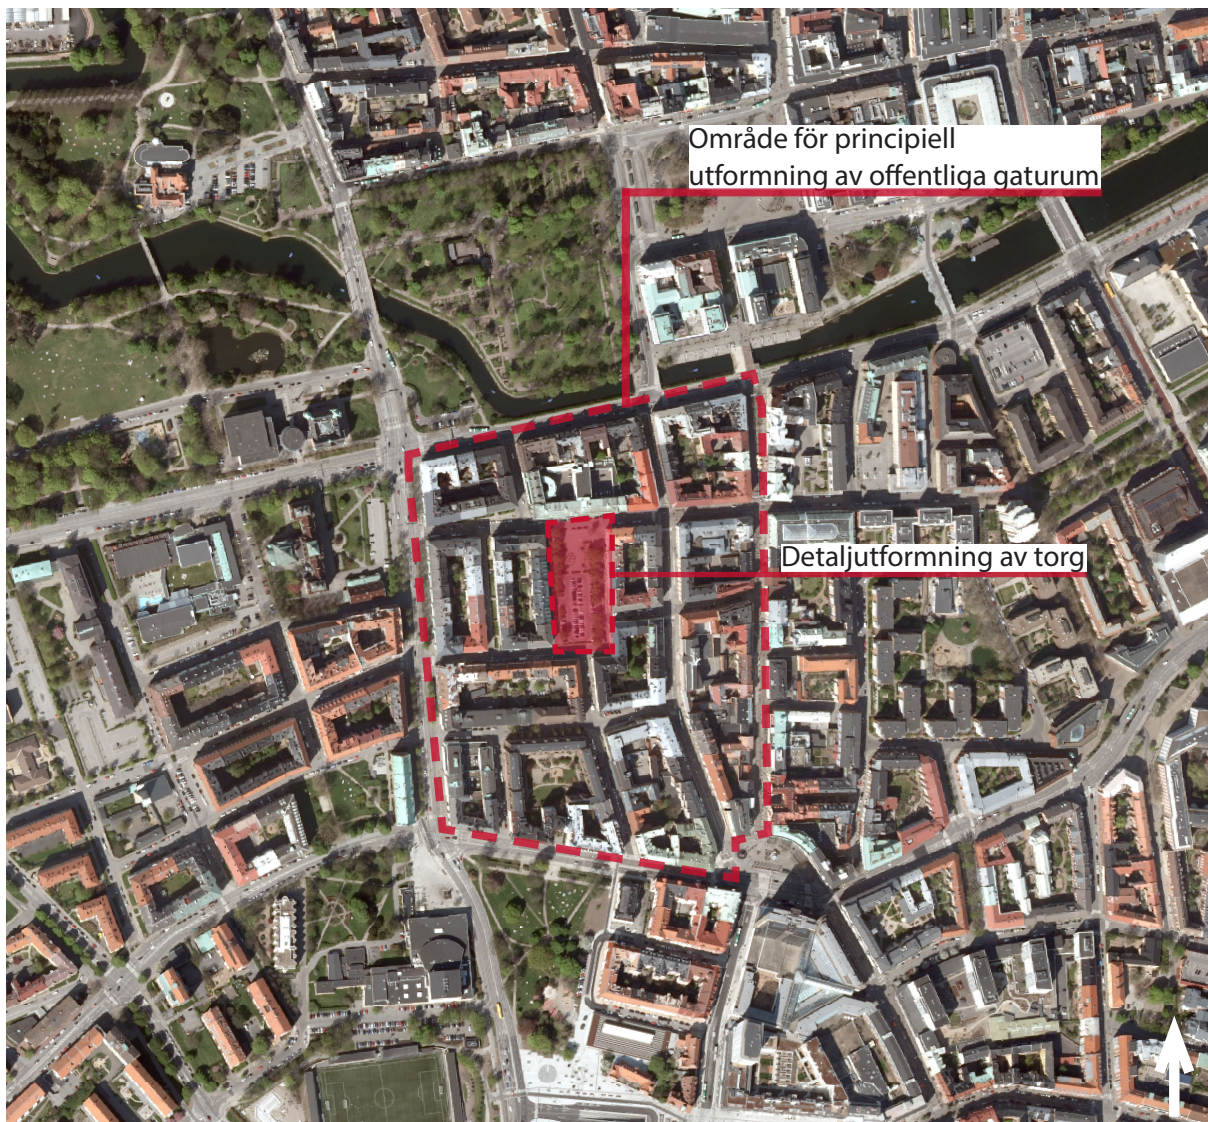 Område för principiell
utformning av offentliga gaturum
Detaljutformning av torg